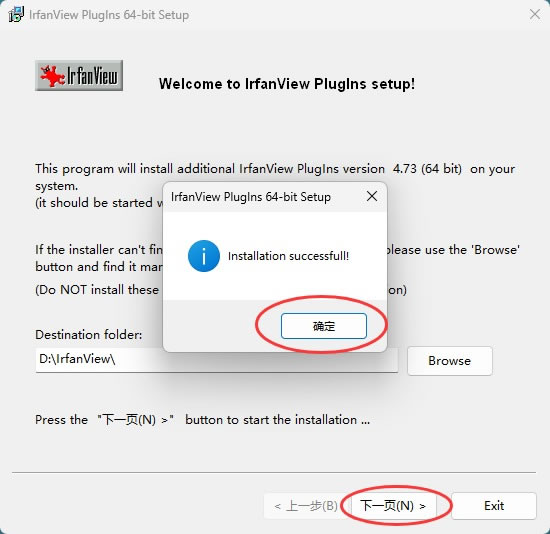 IrfanView PlugIns 64-bit Setup
IrfanView
Welcome to IrfanView PlugIns setup!
This program will install additional IrfanView PlugIns version 4.73 (64 bit) on your
system.
(it should be started
IrfanView PlugIns 64-bit Setup
Installation successfull!
确定
If the installer can't fin
please use the 'Browse'
button and find it ma
(Do NOT install these
on)
Destination folder:
D:\IrfanView\
Browse
Press the "下一页(N) >" button to start the installation ...
< 上一步(B)
下一页(N) >
Exit